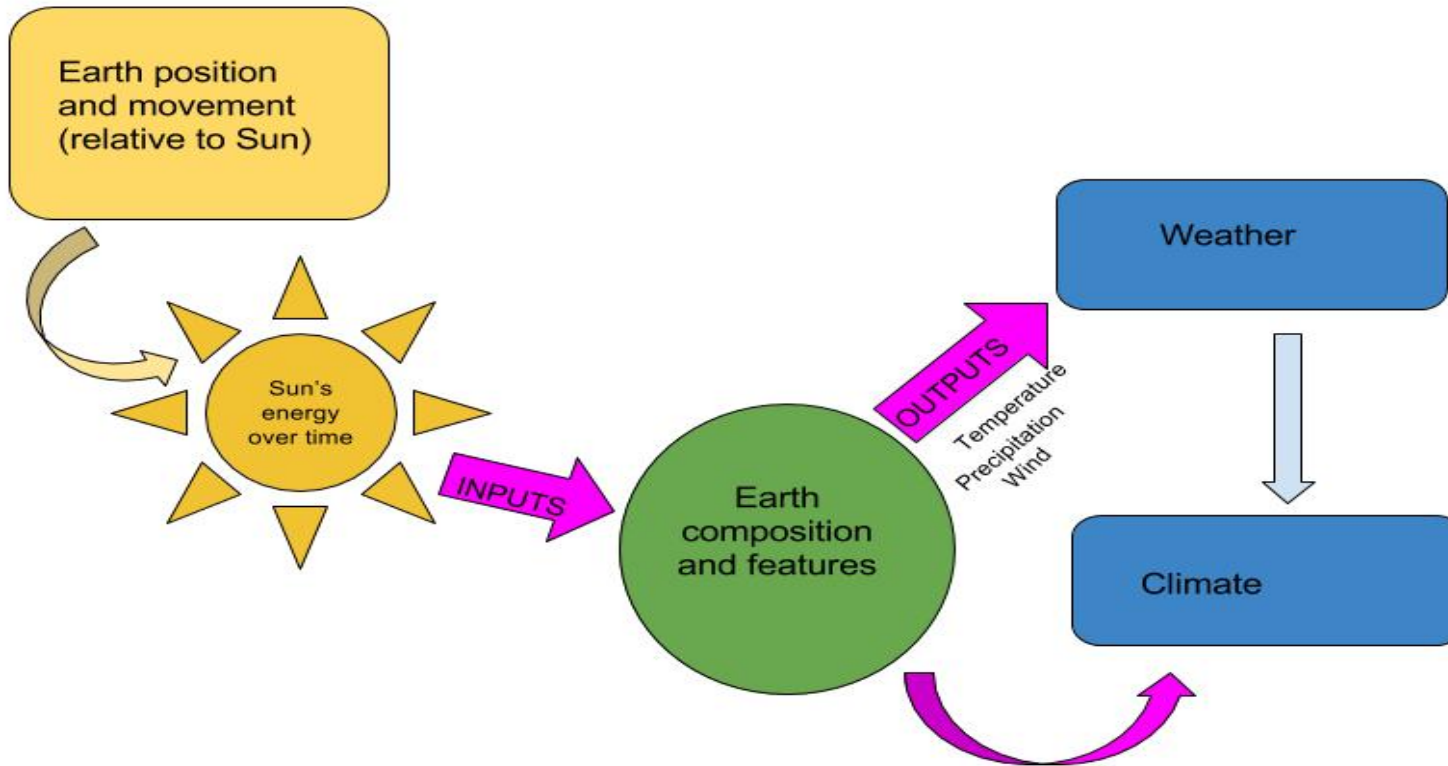 Earth position
and movement
(relative to Sun)
Sun's
energy
over time
INPUTS
Earth
composition
and features
OUTPUTS
Temperature
Precipitation
Wind
Weather
Climate